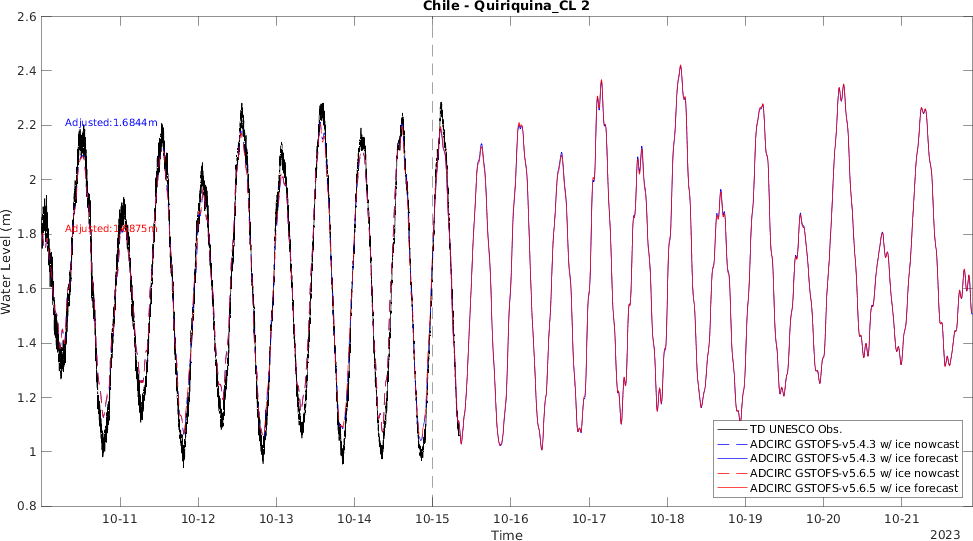 Chile - Quiriquina_CL 2
2.6
2.4
2.2
2
1.8
1.6
1.4
1.2
1
0.8
Water Level (m)
Adjusted:1.6844m
Adjusted:1.6875m
TD UNESCO Obs.
ADCIRC GSTOFS-v5.4.3 w/ ice nowcast
ADCIRC GSTOFS-v5.4.3 w/ ice forecast
ADCIRC GSTOFS-v5.6.5 w/ ice nowcast
ADCIRC GSTOFS-v5.6.5 w/ ice forecast
10-11 10-12 10-13 10-14 10-15 10-16 10-17 10-18 10-19 10-20 10-21
Time
2023